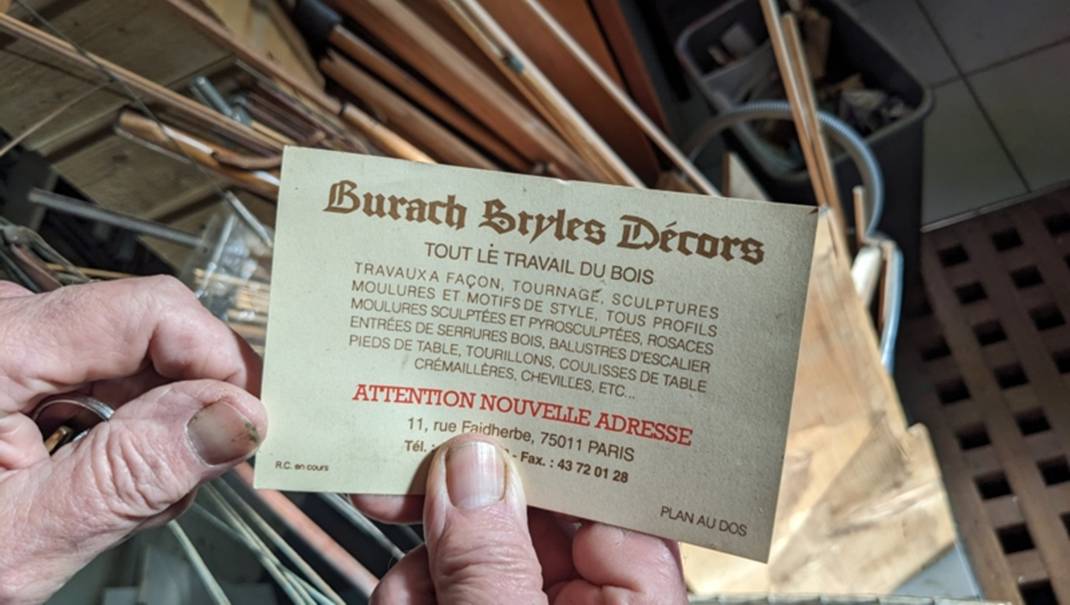 Burach Styles Décors
TOUT LE TRAVAIL DU BOIS
TRAVAUX A FAÇON, TOURNAGE, SCULPTURES
MOULURES ET MOTIFS DE STYLE, TOUS PROFILS
MOULURES SCULPTÉES ET PYROSCULPTÉES, ROSACES
ENTRÉES DE SERRURES BOIS, BALUSTRES D'ESCALIER
PIEDS DE TABLE, TOURILLONS, COULISSES DE TABLE
CRÉMAILLÈRES, CHEVILLES, ETC...
ATTENTION NOUVELLE ADRESSE
11, rue Faidherbe, 75011 PARIS
Tél. : - Fax. : 43 72 01 28
R.C. en cours
PLAN AU DOS